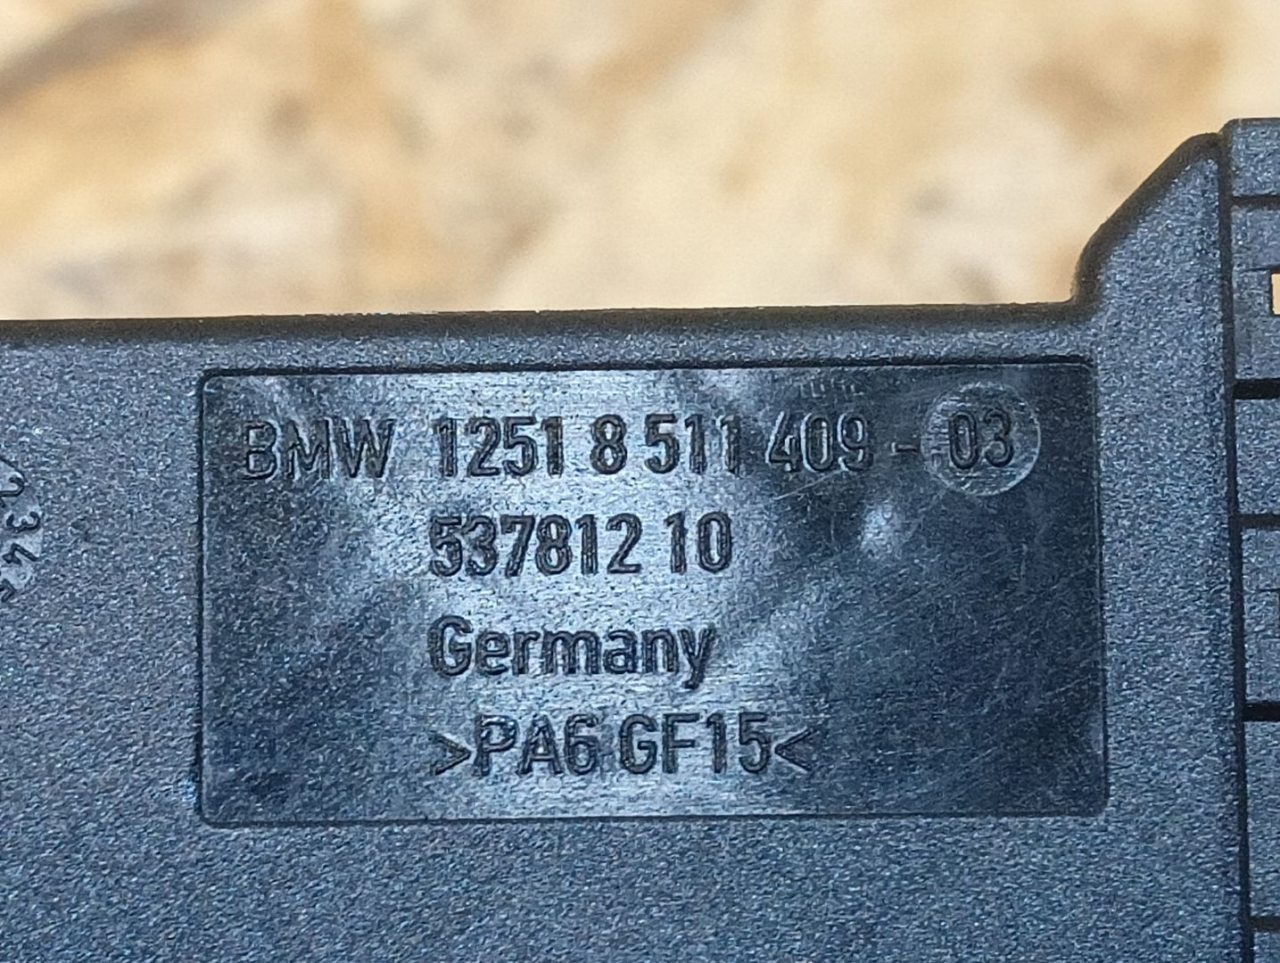 BMW 1251 8 511 409 - 03
537812 10
Germany
>PA6 GF15<